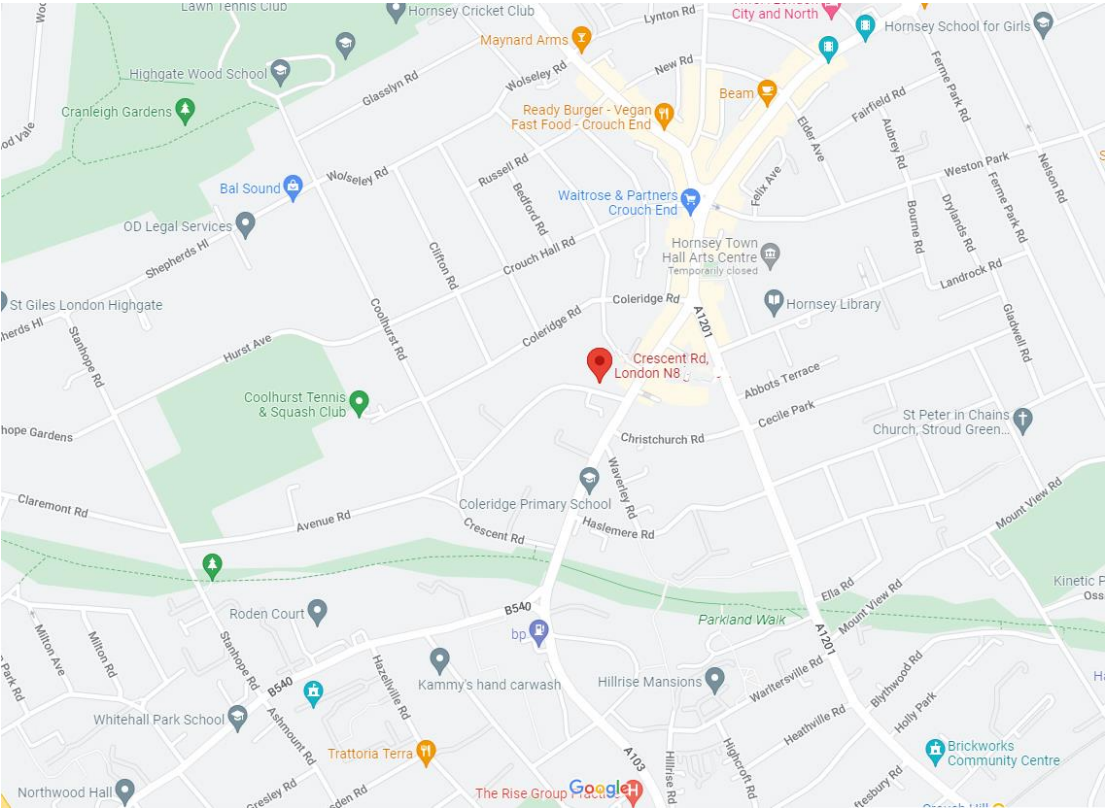 Lawn Tennis Club
Hornsey Cricket Club
Lynton Rd
City and North
Hornsey School for Girls
Maynard Arms
Wolseley Rd
New Rd
Highgate Wood School
Glasslyn Rd
Beam
Ferme Park Rd
Cranleigh Gardens
Ready Burger - Vegan
Fast Food - Crouch End
Fairfield Rd
Elder Ave
Aubrey Rd
Nelson Rd
Weston Park
Russell Rd
Wolseley Rd
Bal Sound
Bedford Rd
Waitrose & Partners
Crouch End
Felix Ave
Ferme Park Rd
Drylands Rd
Bourne Rd
OD Legal Services
Shepherds Hl
Clifton Rd
Crouch Hall Rd
Hornsey Town
Hall Arts Centre
Temporarily closed
Landrock Rd
St Giles London Highgate
Coleridge Rd
Hornsey Library
Stanhope Rd
Coolhurst Rd
Coleridge Rd
A1201
Gladwell Rd
Hurst Ave
Crescent Rd,
London N8
Abbots Terrace
Coolhurst Tennis
& Squash Club
Cecile Park
St Peter in Chains
Church, Stroud Green...
hope Gardens
Christchurch Rd
Waverley Rd
Mount View Rd
Claremont Rd
Coleridge Primary School
Avenue Rd
Crescent Rd
Haslemere Rd
Kinetic
Ella Rd
Mount View Rd
Roden Court
B540
Parkland Walk
A1201
bp
Milton Ave
Milton Rd
Stanhope Rd
Hazellville Rd
Kammy's hand carwash
Hillrise Mansions
Warltersville Rd
Blythwood Rd
Holly Park
B540
Whitehall Park School
Ashmount Rd
Heathville Rd
Trattoria Terra
A103
Hillrise Rd
Highcroft Rd
Brickworks
Community Centre
Northwood Hall
Gresley Rd
The Rise Group Practice
Google